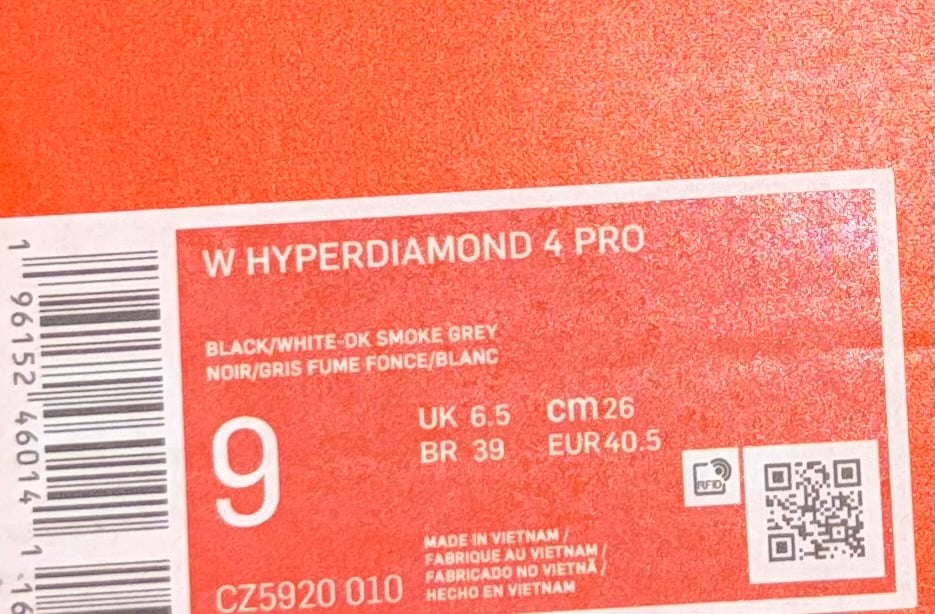 W HYPERDIAMOND 4 PRO
BLACK/WHITE-DK SMOKE GREY
NOIR/GRIS FUME FONCE/BLANC
9
UK 6.5 cm 26
BR 39 EUR 40.5
RFID
MADE IN VIETNAM /
FABRIQUE AU VIETNAM /
FABRICADO NO VIETNÃ /
HECHO EN VIETNAM
CZ5920 010
1 96152 46014 1